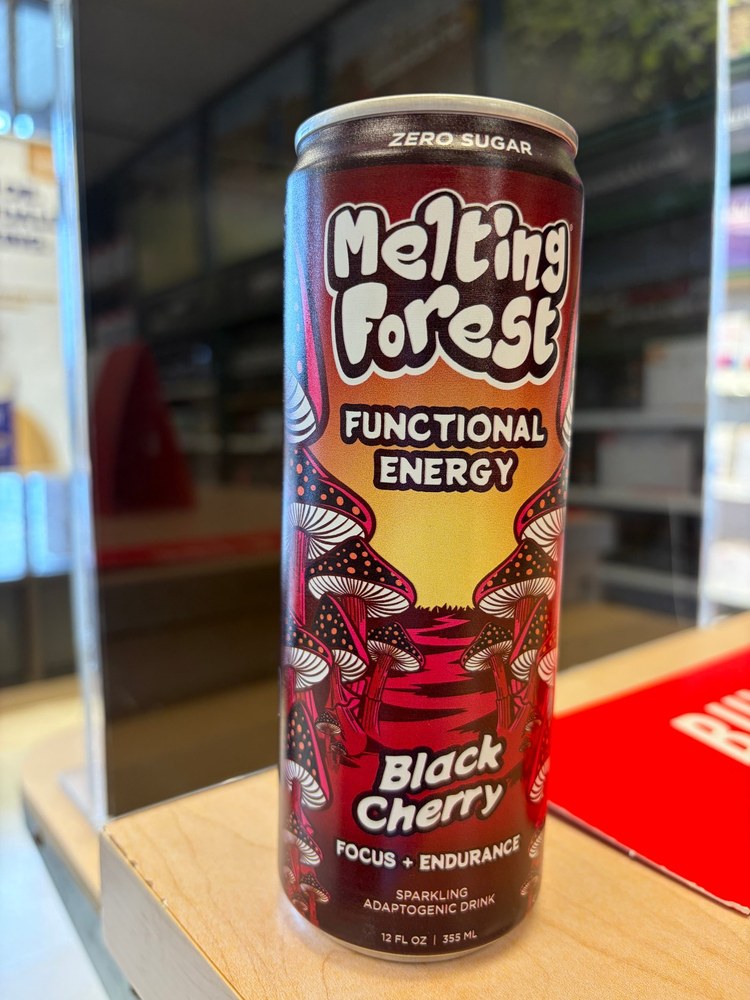 ZERO SUGAR
Melting
Forest
FUNCTIONAL
ENERGY
Black
Cherry
FOCUS + ENDURANCE
SPARKLING
ADAPTOGENIC DRINK
12 FL OZ | 355 ML